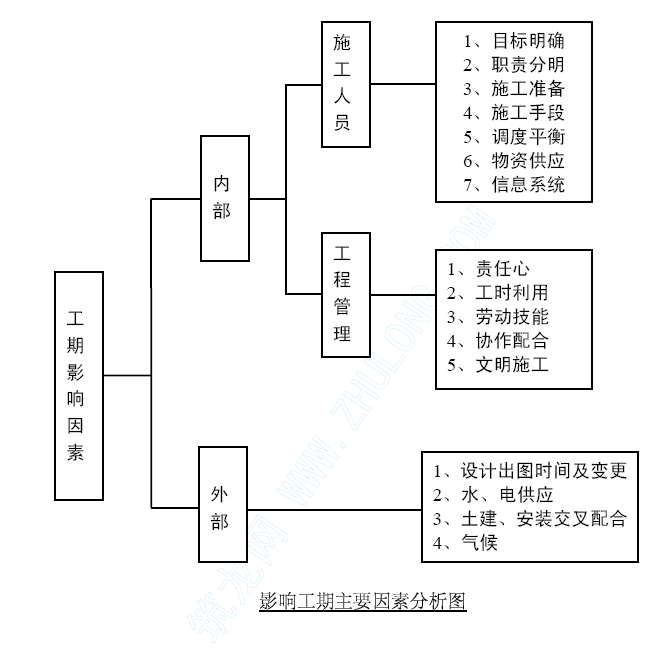 工期影响因素
内部
施工人员
1、目标明确
2、职责分明
3、施工准备
4、施工手段
5、调度平衡
6、物资供应
7、信息系统
工程管理
1、责任心
2、工时利用
3、劳动技能
4、协作配合
5、文明施工
外部
1、设计出图时间及变更
2、水、电供应
3、土建、安装交叉配合
4、气候
影响工期主要因素分析图
筑龙网 WWW.ZHULONG.COM